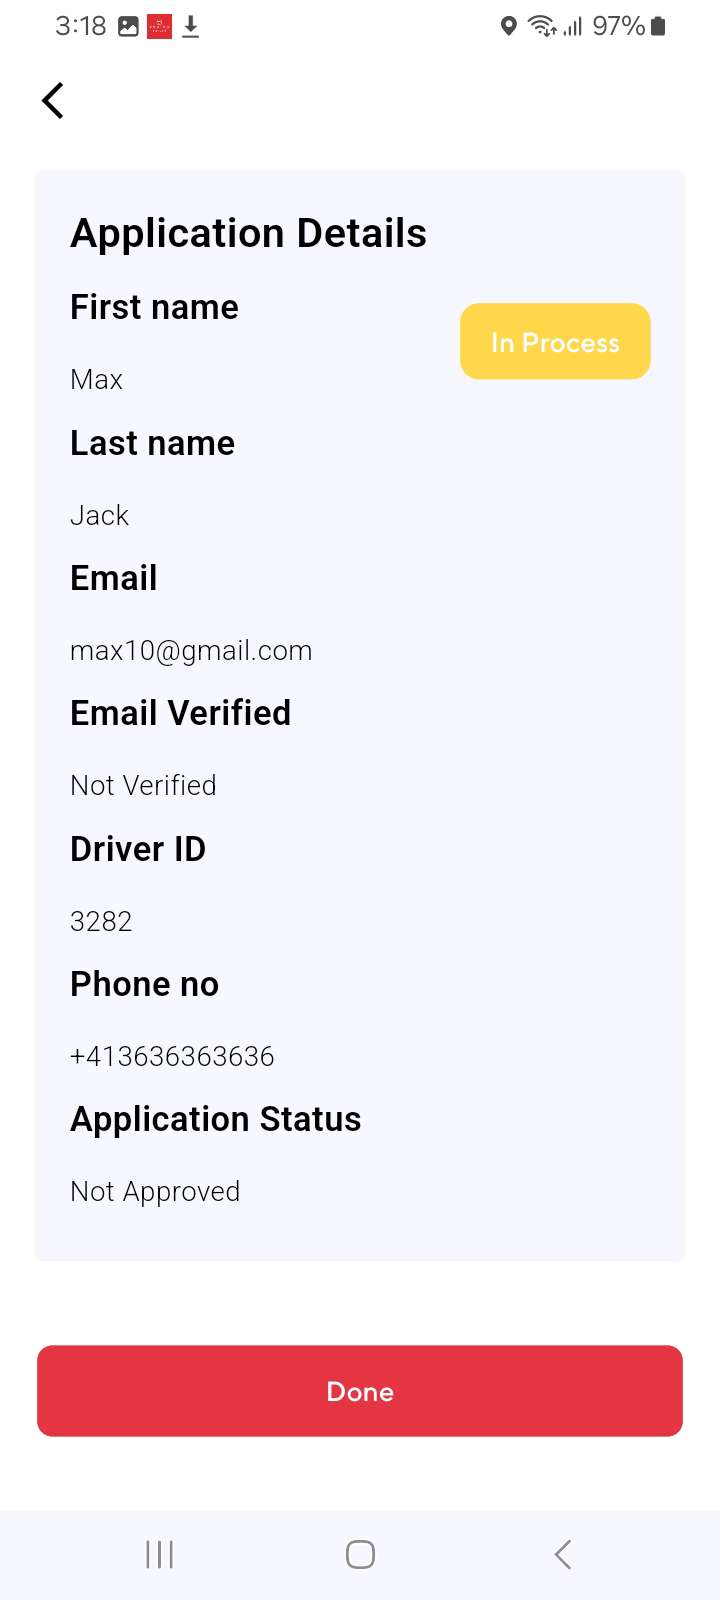 3:18 97%
Application Details
First name
In Process
Max
Last name
Jack
Email
max10@gmail.com
Email Verified
Not Verified
Driver ID
3282
Phone no
+413636363636
Application Status
Not Approved
Done